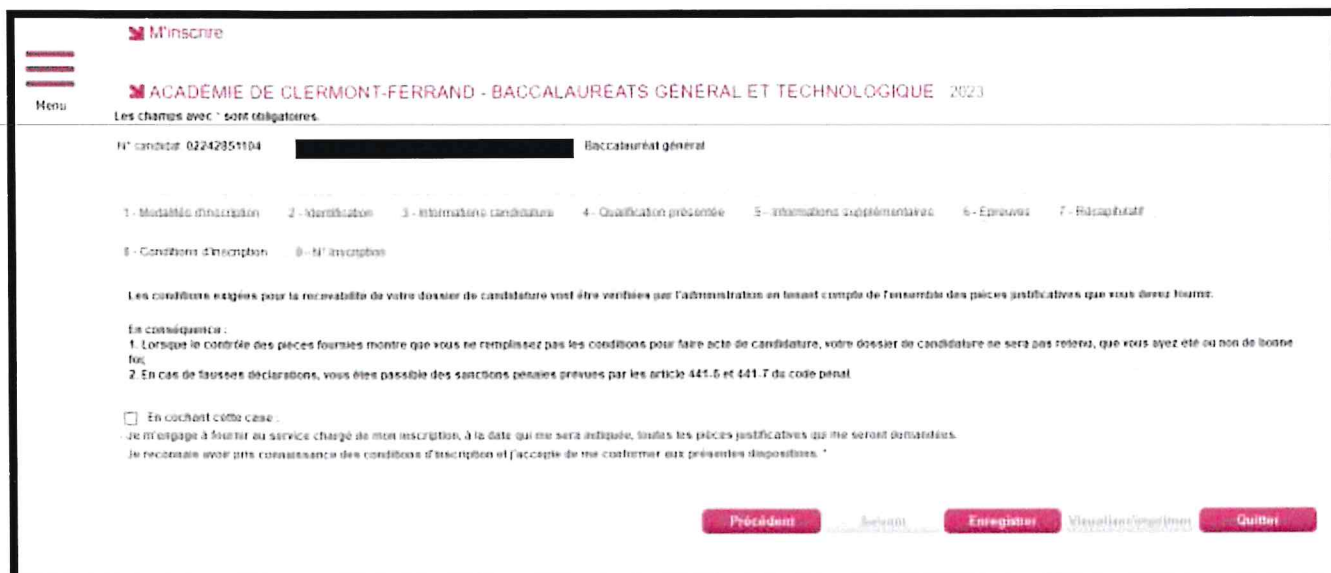 M'inscrire
Menu
ACADÉMIE DE CLERMONT-FERRAND - BACCALAURÉATS GÉNÉRAL ET TECHNOLOGIQUE 2023
Les champs avec * sont obligatoires.
N° candidat 02242851104 Baccalauréat général
1 - Modalités d'inscription 2 - Identification 3 - Informations candidature 4 - Qualification présentée 5 - Informations supplémentaires 6 - Epreuves 7 - Récapitulatif
8 - Conditions d'inscription 9 - N° inscription
Les conditions exigées pour la recevabilité de votre dossier de candidature vont être vérifiées par l'administration en tenant compte de l'ensemble des pièces justificatives que vous devez fournir.
En conséquence :
1. Lorsque le contrôle des pièces fournies montre que vous ne remplissez pas les conditions pour faire acte de candidature, votre dossier de candidature ne sera pas retenu, que vous ayez été ou non de bonne
foi;
2. En cas de fausses déclarations, vous êtes passible des sanctions pénales prévues par les article 441-6 et 441-7 du code pénal
En cochant cette case :
- Je m'engage à fournir au service chargé de mon inscription, à la date qui me sera indiquée, toutes les pièces justificatives qui me seront demandées.
- Je reconnais avoir pris connaissance des conditions d'inscription et j'accepte de me conformer aux présentes dispositions. *
Précédent Suivant Enregistrer Visualiser/imprimer Quitter